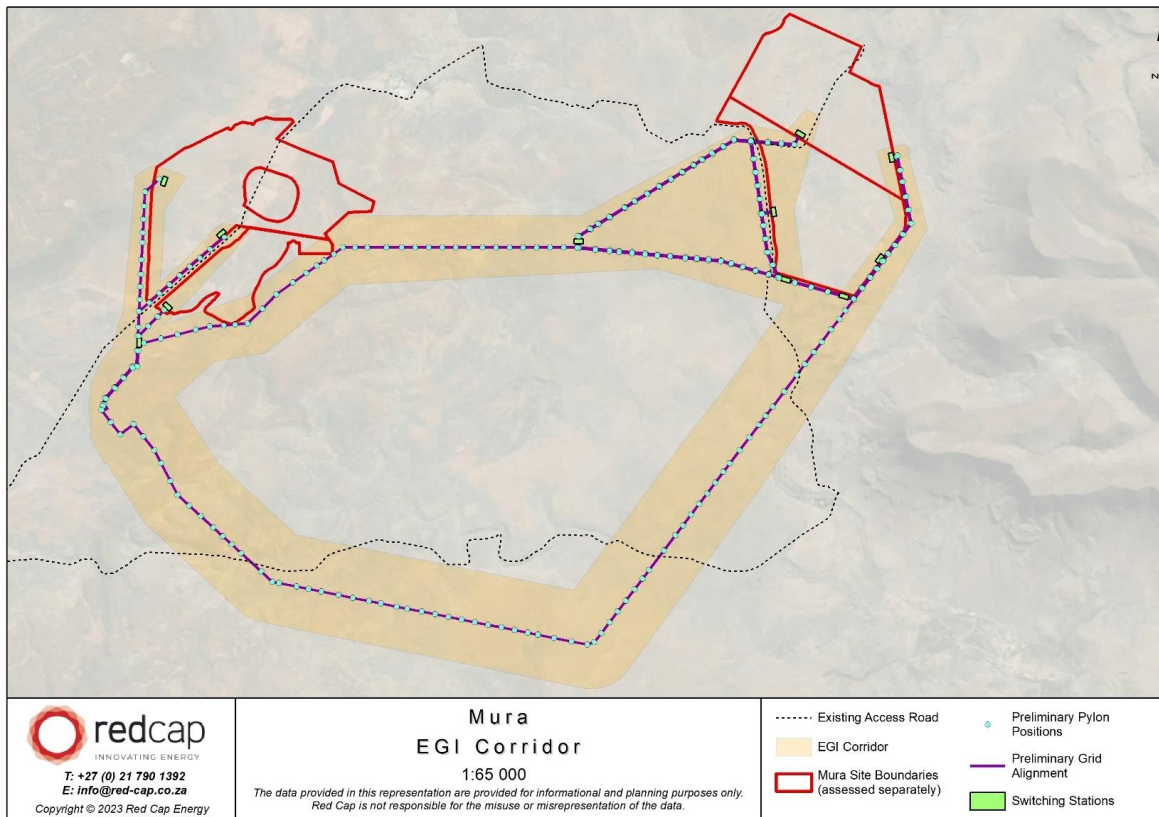 N
redcap
INNOVATING ENERGY
T: +27 (0) 21 790 1392
E: info@red-cap.co.za
Copyright © 2023 Red Cap Energy
Mura
EGI Corridor
1:65 000
The data provided in this representation are provided for informational and planning purposes only.
Red Cap is not responsible for the misuse or misrepresentation of the data.
Existing Access Road
EGI Corridor
Mura Site Boundaries
(assessed separately)
Preliminary Pylon
Positions
Preliminary Grid
Alignment
Switching Stations